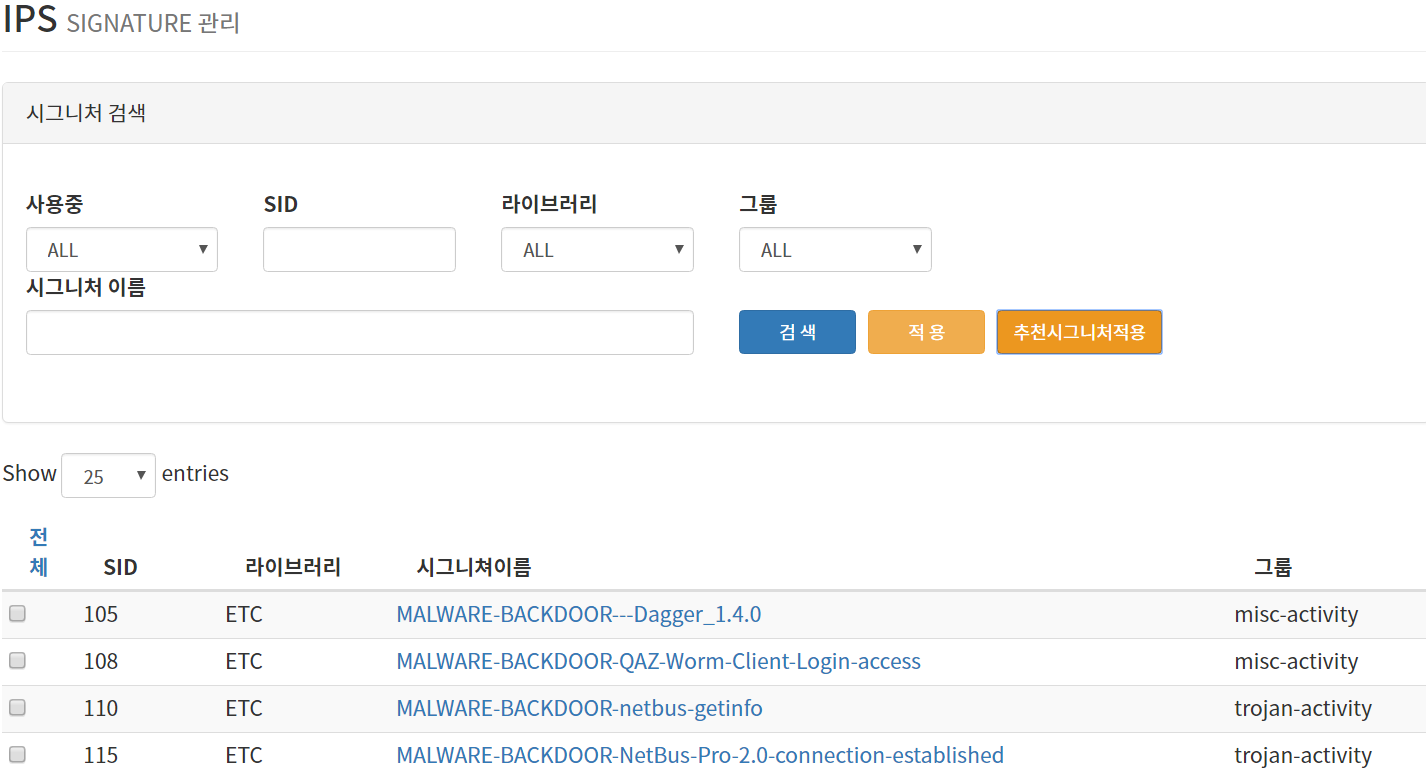 IPS SIGNATURE 관리
시그니처 검색
사용중 SID 라이브러리 그룹
ALL ALL ALL
시그니처 이름
검 색 적 용 추천시그니처적용
Show 25 entries
전
체 SID 라이브러리 시그니쳐이름 그룹
105 ETC MALWARE-BACKDOOR---Dagger_1.4.0 misc-activity
108 ETC MALWARE-BACKDOOR-QAZ-Worm-Client-Login-access misc-activity
110 ETC MALWARE-BACKDOOR-netbus-getinfo trojan-activity
115 ETC MALWARE-BACKDOOR-NetBus-Pro-2.0-connection-established trojan-activity